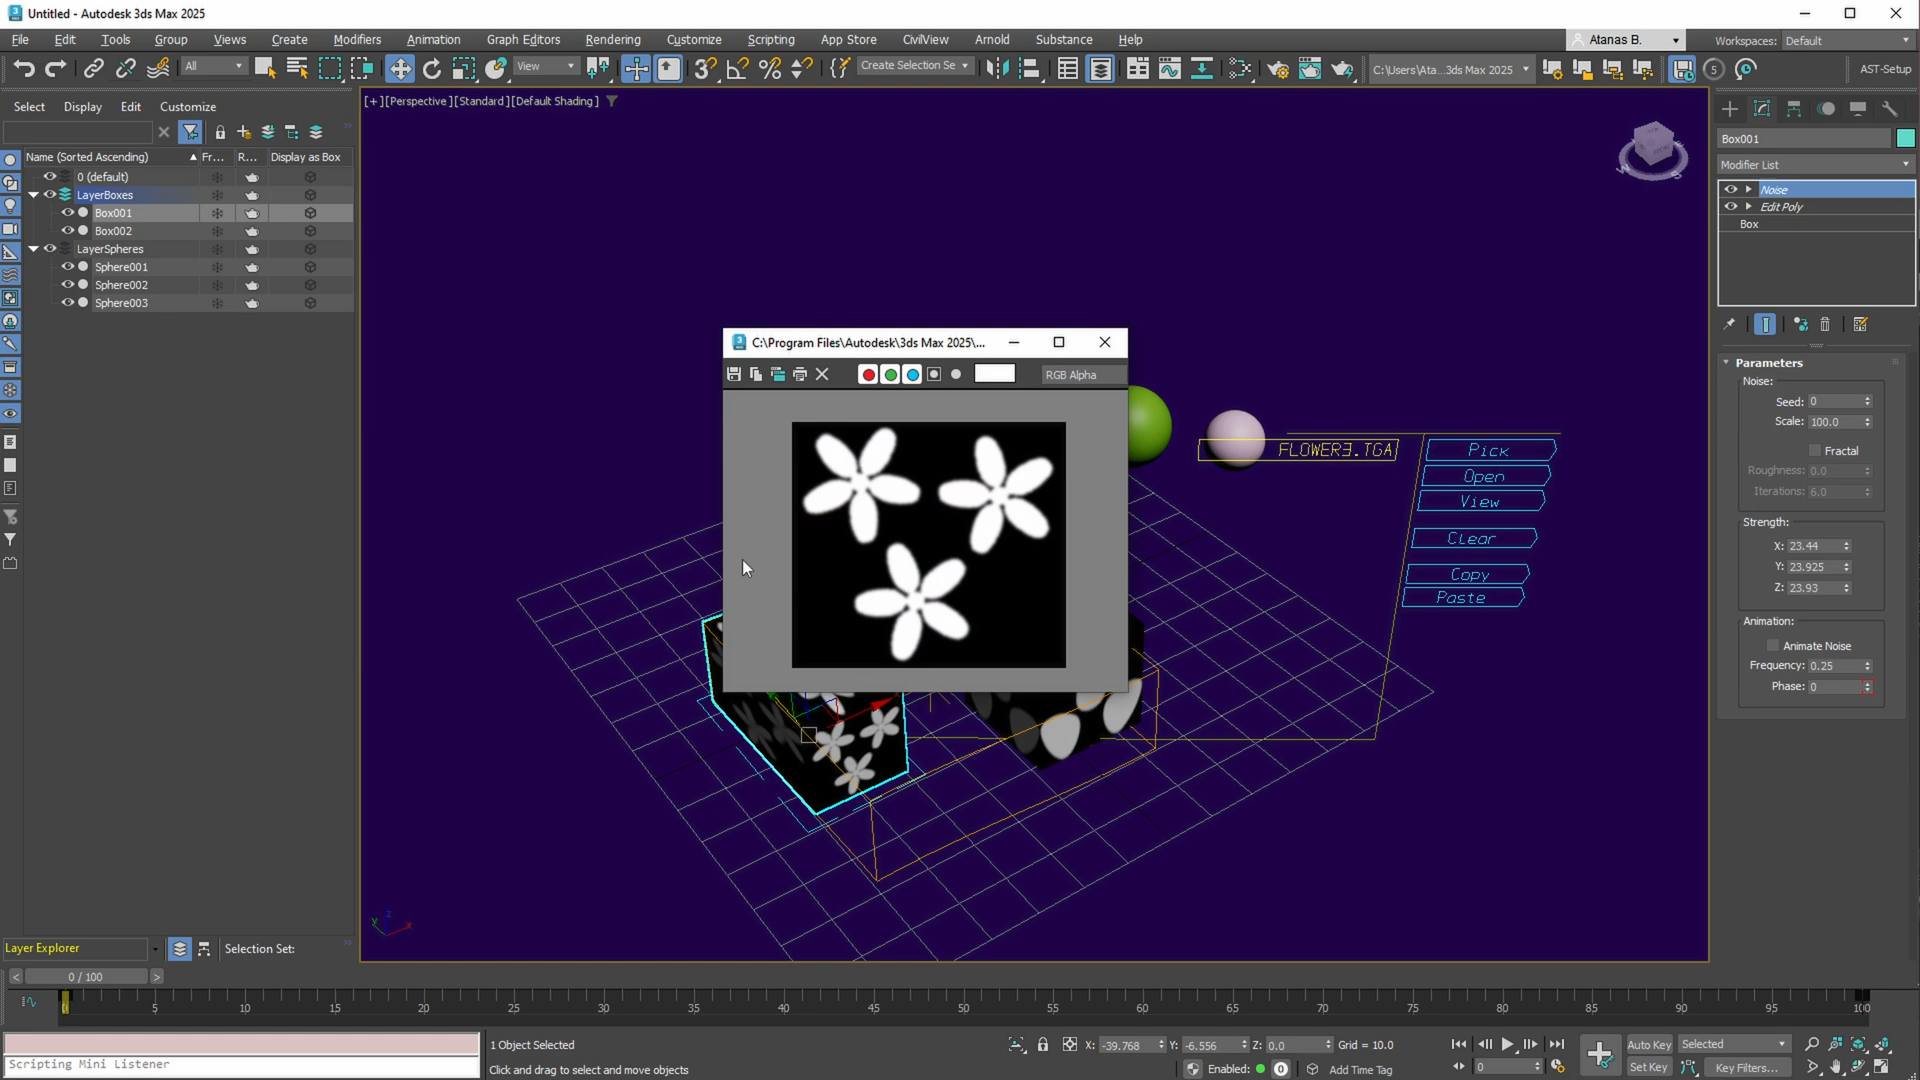 Untitled - Autodesk 3ds Max 2025
File Edit Tools Group Views Create Modifiers Animation Graph Editors Rendering Customize Scripting App Store CivilView Arnold Substance Help
Atanas B.
Workspaces: Default
All
View
Create Selection Se
C:\Users\Ata...3ds Max 2025
5
AST-Setup
Select Display Edit Customize
Name (Sorted Ascending) Fr... R... Display as Box
0 (default)
LayerBoxes
Box001
Box002
LayerSpheres
Sphere001
Sphere002
Sphere003
Layer Explorer
Selection Set:
[+][Perspective][Standard][Default Shading]
C:\Program Files\Autodesk\3ds Max 2025\...
RGB Alpha
FLOWER3.TGA
Pick
Open
View
Clear
Copy
Paste
Box001
Modifier List
Noise
Edit Poly
Box
Parameters
Noise:
Seed: 0
Scale: 100.0
Fractal
Roughness: 0.0
Iterations: 6.0
Strength:
X: 23.44
Y: 23.925
Z: 23.93
Animation:
Animate Noise
Frequency: 0.25
Phase: 0
0 / 100
0 5 10 15 20 25 30 35 40 45 50 55 60 65 70 75 80 85 90 95 100
Scripting Mini Listener
1 Object Selected
Click and drag to select and move objects
X: -39.768 Y: -6.556 Z: 0.0 Grid = 10.0
Enabled: 0 Add Time Tag
0
Auto Key Selected
Set Key Key Filters...